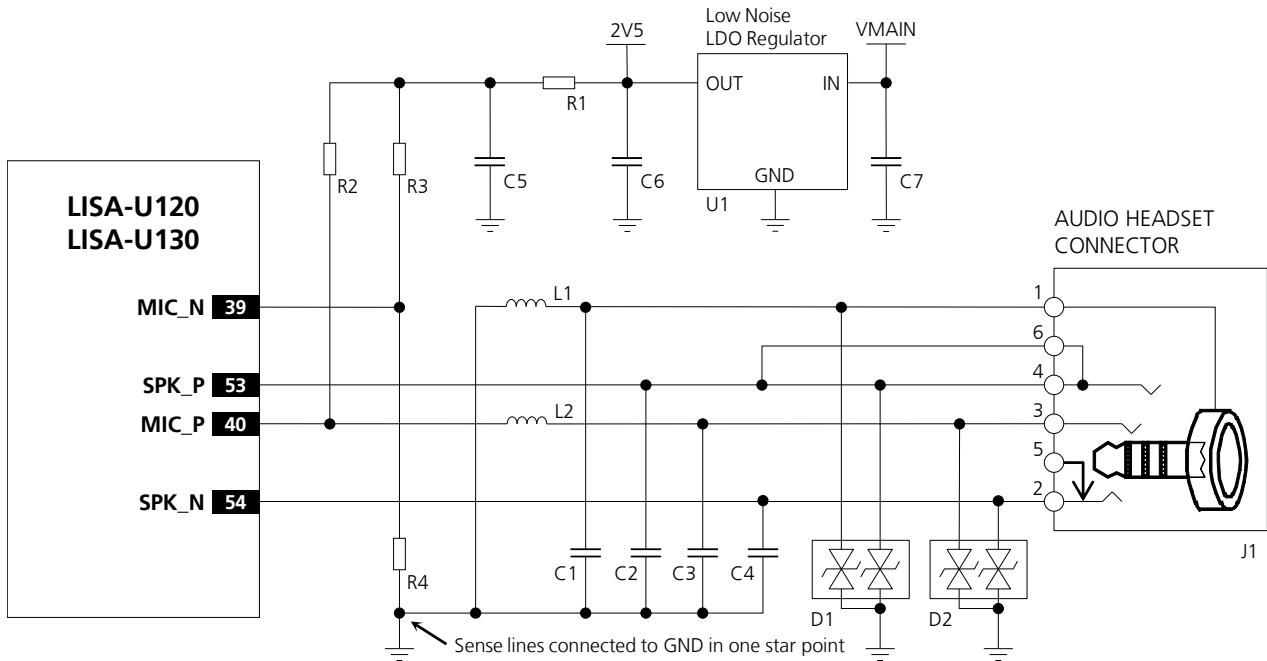 Low Noise
LDO Regulator
2V5
VMAIN
OUT
IN
GND
U1
R1
R2
R3
C5
C6
C7
LISA-U120
LISA-U130
AUDIO HEADSET
CONNECTOR
MIC_N 39
L1
1
6
SPK_P 53
4
MIC_P 40
L2
3
5
SPK_N 54
2
J1
R4
C1
C2
C3
C4
D1
D2
Sense lines connected to GND in one star point